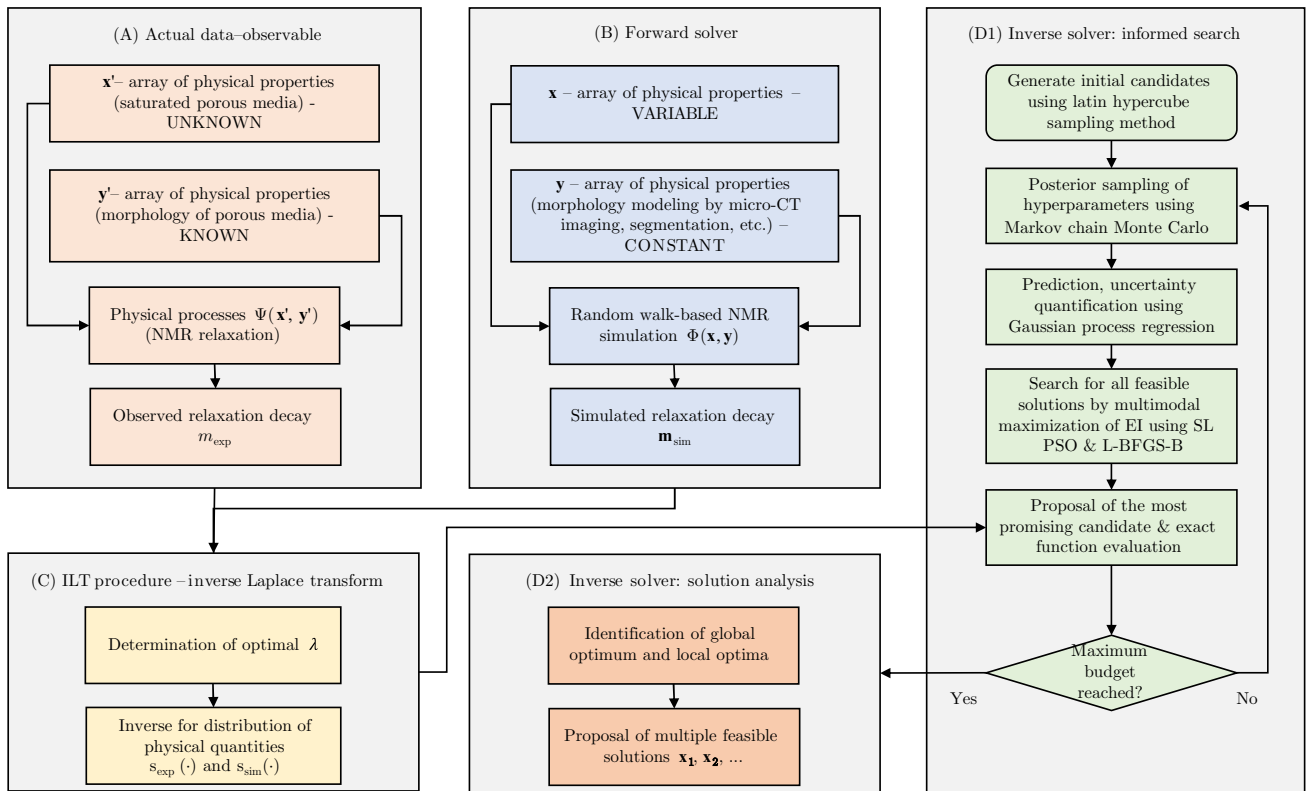 (A) Actual data–observable
x'– array of physical properties
(saturated porous media) -
UNKNOWN
y'– array of physical properties
(morphology of porous media) -
KNOWN
Physical processes Ψ(x', y')
(NMR relaxation)
Observed relaxation decay
m_exp
(B) Forward solver
x – array of physical properties –
VARIABLE
y – array of physical properties
(morphology modeling by micro-CT
imaging, segmentation, etc.) –
CONSTANT
Random walk-based NMR
simulation Φ(x, y)
Simulated relaxation decay
m_sim
(C) ILT procedure – inverse Laplace transform
Determination of optimal λ
Inverse for distribution of
physical quantities
s_exp (·) and s_sim(·)
(D1) Inverse solver: informed search
Generate initial candidates
using latin hypercube
sampling method
Posterior sampling of
hyperparameters using
Markov chain Monte Carlo
Prediction, uncertainty
quantification using
Gaussian process regression
Search for all feasible
solutions by multimodal
maximization of EI using SL
PSO & L-BFGS-B
Proposal of the most
promising candidate & exact
function evaluation
Maximum
budget
reached?
Yes
No
(D2) Inverse solver: solution analysis
Identification of global
optimum and local optima
Proposal of multiple feasible
solutions x₁, x₂, ...